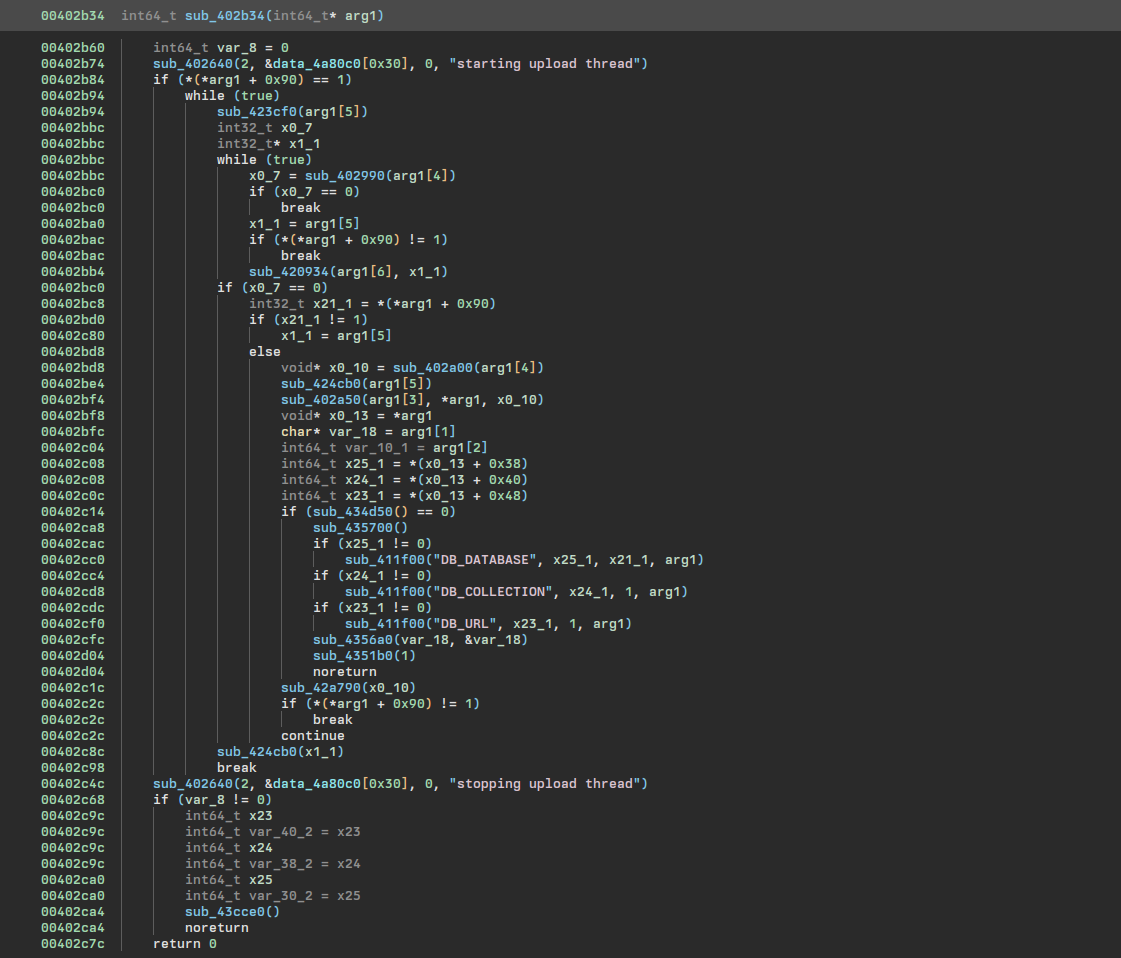 00402b34 int64_t sub_402b34(int64_t* arg1)
00402b60 int64_t var_8 = 0
00402b74 sub_402640(2, &data_4a80c0[0x30], 0, "starting upload thread")
00402b84 if (*(*arg1 + 0x90) == 1)
00402b94 while (true)
00402b94 sub_423cf0(arg1[5])
00402bbc int32_t x0_7
00402bbc int32_t* x1_1
00402bbc while (true)
00402bbc x0_7 = sub_402990(arg1[4])
00402bc0 if (x0_7 == 0)
00402bc0 break
00402ba0 x1_1 = arg1[5]
00402bac if (*(*arg1 + 0x90) != 1)
00402bac break
00402bb4 sub_420934(arg1[6], x1_1)
00402bc0 if (x0_7 == 0)
00402bc8 int32_t x21_1 = *(*arg1 + 0x90)
00402bd0 if (x21_1 != 1)
00402c80 x1_1 = arg1[5]
00402bd8 else
00402bd8 void* x0_10 = sub_402a00(arg1[4])
00402be4 sub_424cb0(arg1[5])
00402bf4 sub_402a50(arg1[3], *arg1, x0_10)
00402bf8 void* x0_13 = *arg1
00402bfc char* var_18 = arg1[1]
00402c04 int64_t var_10_1 = arg1[2]
00402c08 int64_t x25_1 = *(x0_13 + 0x38)
00402c08 int64_t x24_1 = *(x0_13 + 0x40)
00402c0c int64_t x23_1 = *(x0_13 + 0x48)
00402c14 if (sub_434d50() == 0)
00402ca8 sub_435700()
00402cac if (x25_1 != 0)
00402cc0 sub_411f00("DB_DATABASE", x25_1, x21_1, arg1)
00402cc4 if (x24_1 != 0)
00402cd8 sub_411f00("DB_COLLECTION", x24_1, 1, arg1)
00402cdc if (x23_1 != 0)
00402cf0 sub_411f00("DB_URL", x23_1, 1, arg1)
00402cfc sub_4356a0(var_18, &var_18)
00402d04 sub_4351b0(1)
00402d04 noreturn
00402c1c sub_42a790(x0_10)
00402c2c if (*(*arg1 + 0x90) != 1)
00402c2c break
00402c2c continue
00402c8c sub_424cb0(x1_1)
00402c98 break
00402c4c sub_402640(2, &data_4a80c0[0x30], 0, "stopping upload thread")
00402c68 if (var_8 != 0)
00402c9c int64_t x23
00402c9c int64_t var_40_2 = x23
00402c9c int64_t x24
00402c9c int64_t var_38_2 = x24
00402ca0 int64_t x25
00402ca0 int64_t var_30_2 = x25
00402ca4 sub_43cce0()
00402ca4 noreturn
00402c7c return 0